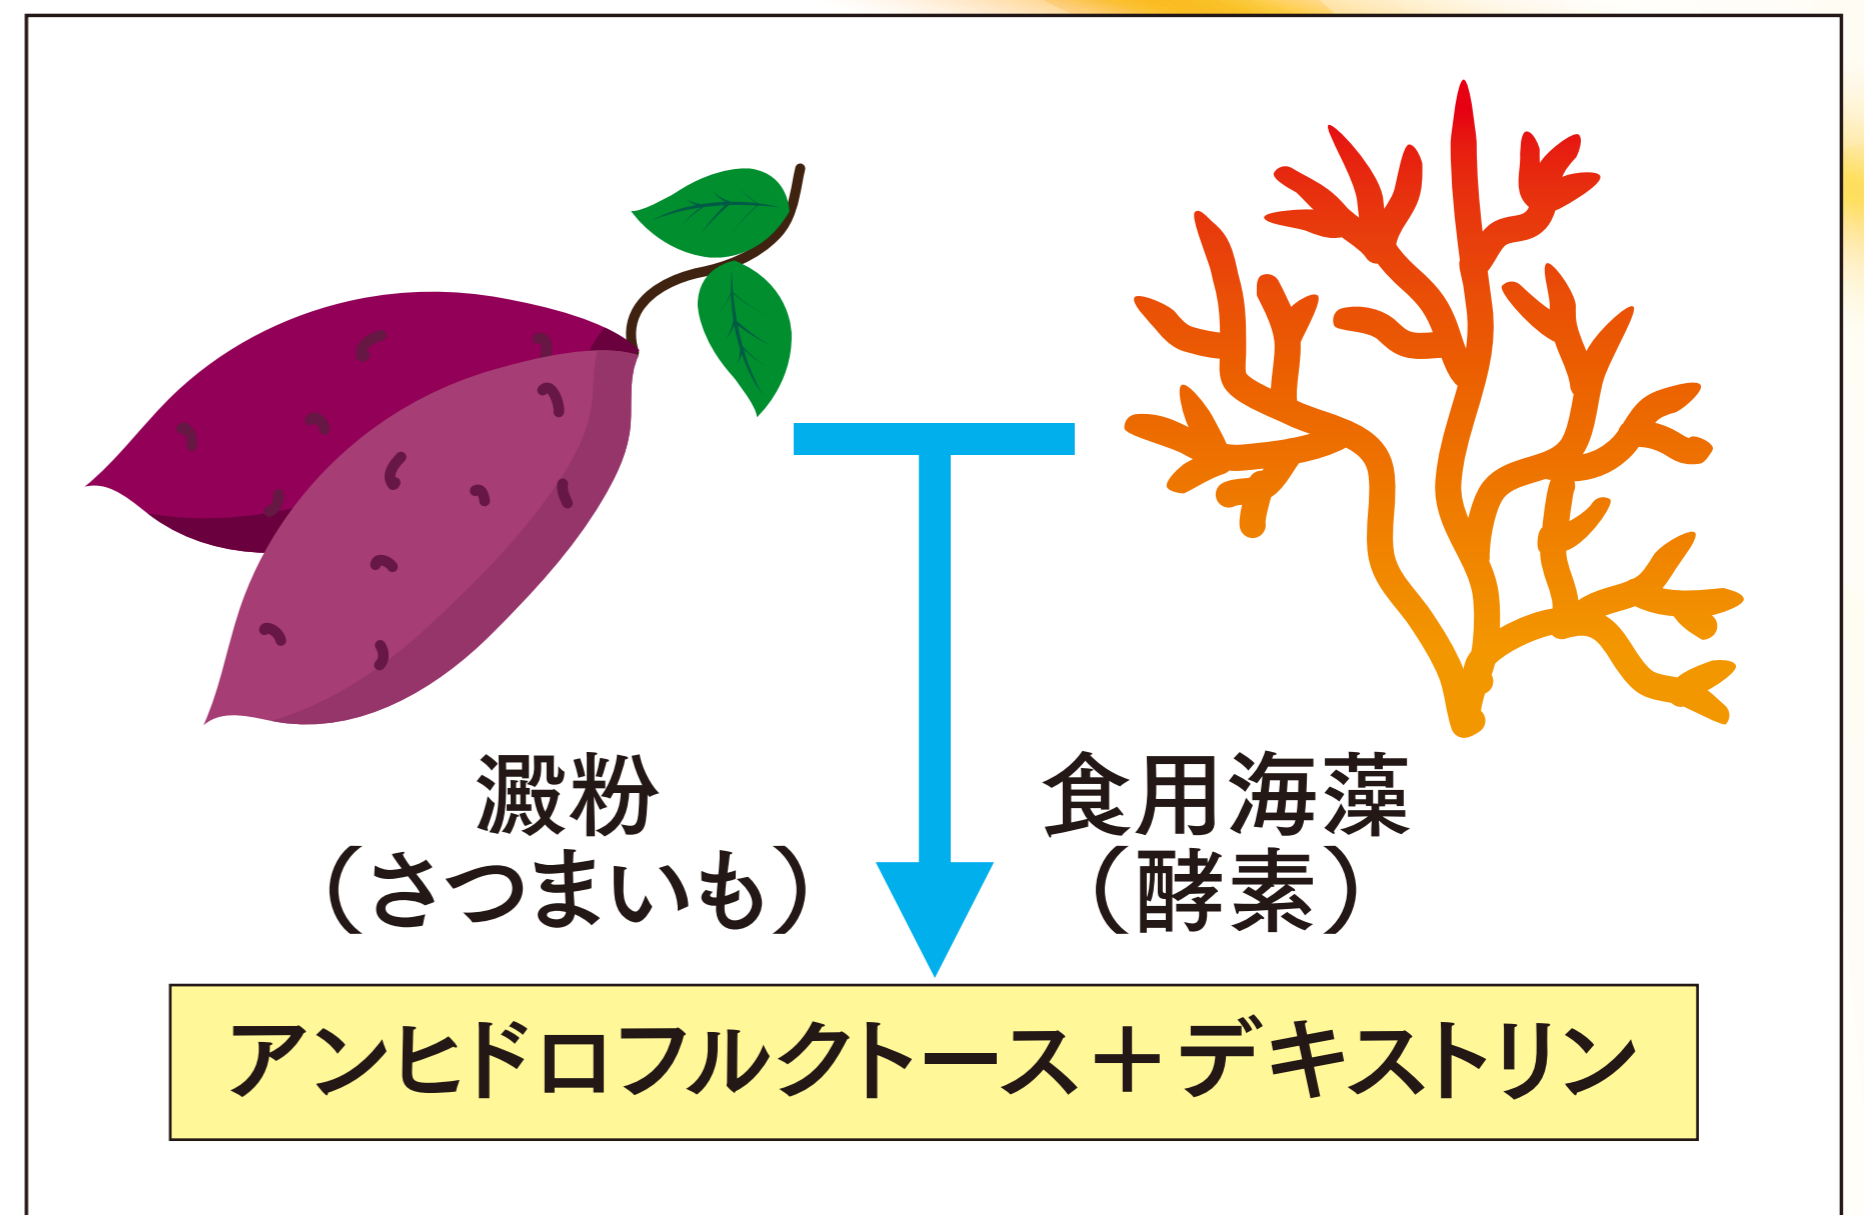 澱粉
（さつまいも）
食用海藻
（酵素）
アンヒドロフルクトース＋デキストリン